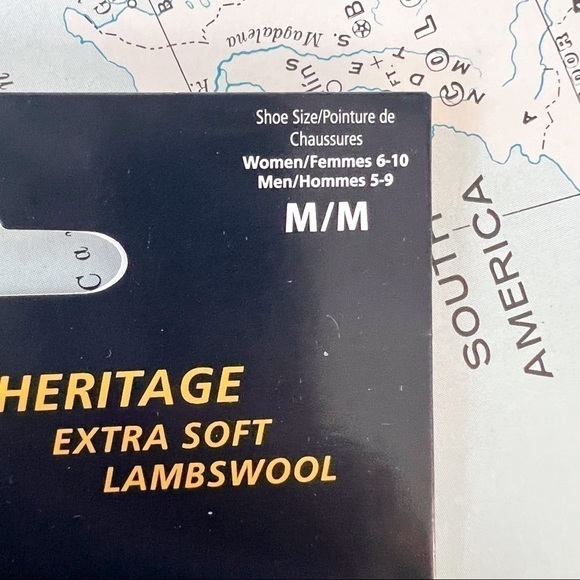 Magdalena
Shoe Size/Pointure de
Chaussures
Women/Femmes 6-10
Men/Hommes 5-9
M/M
SOUTH
AMERICA
HERITAGE
EXTRA SOFT
LAMBSWOOL